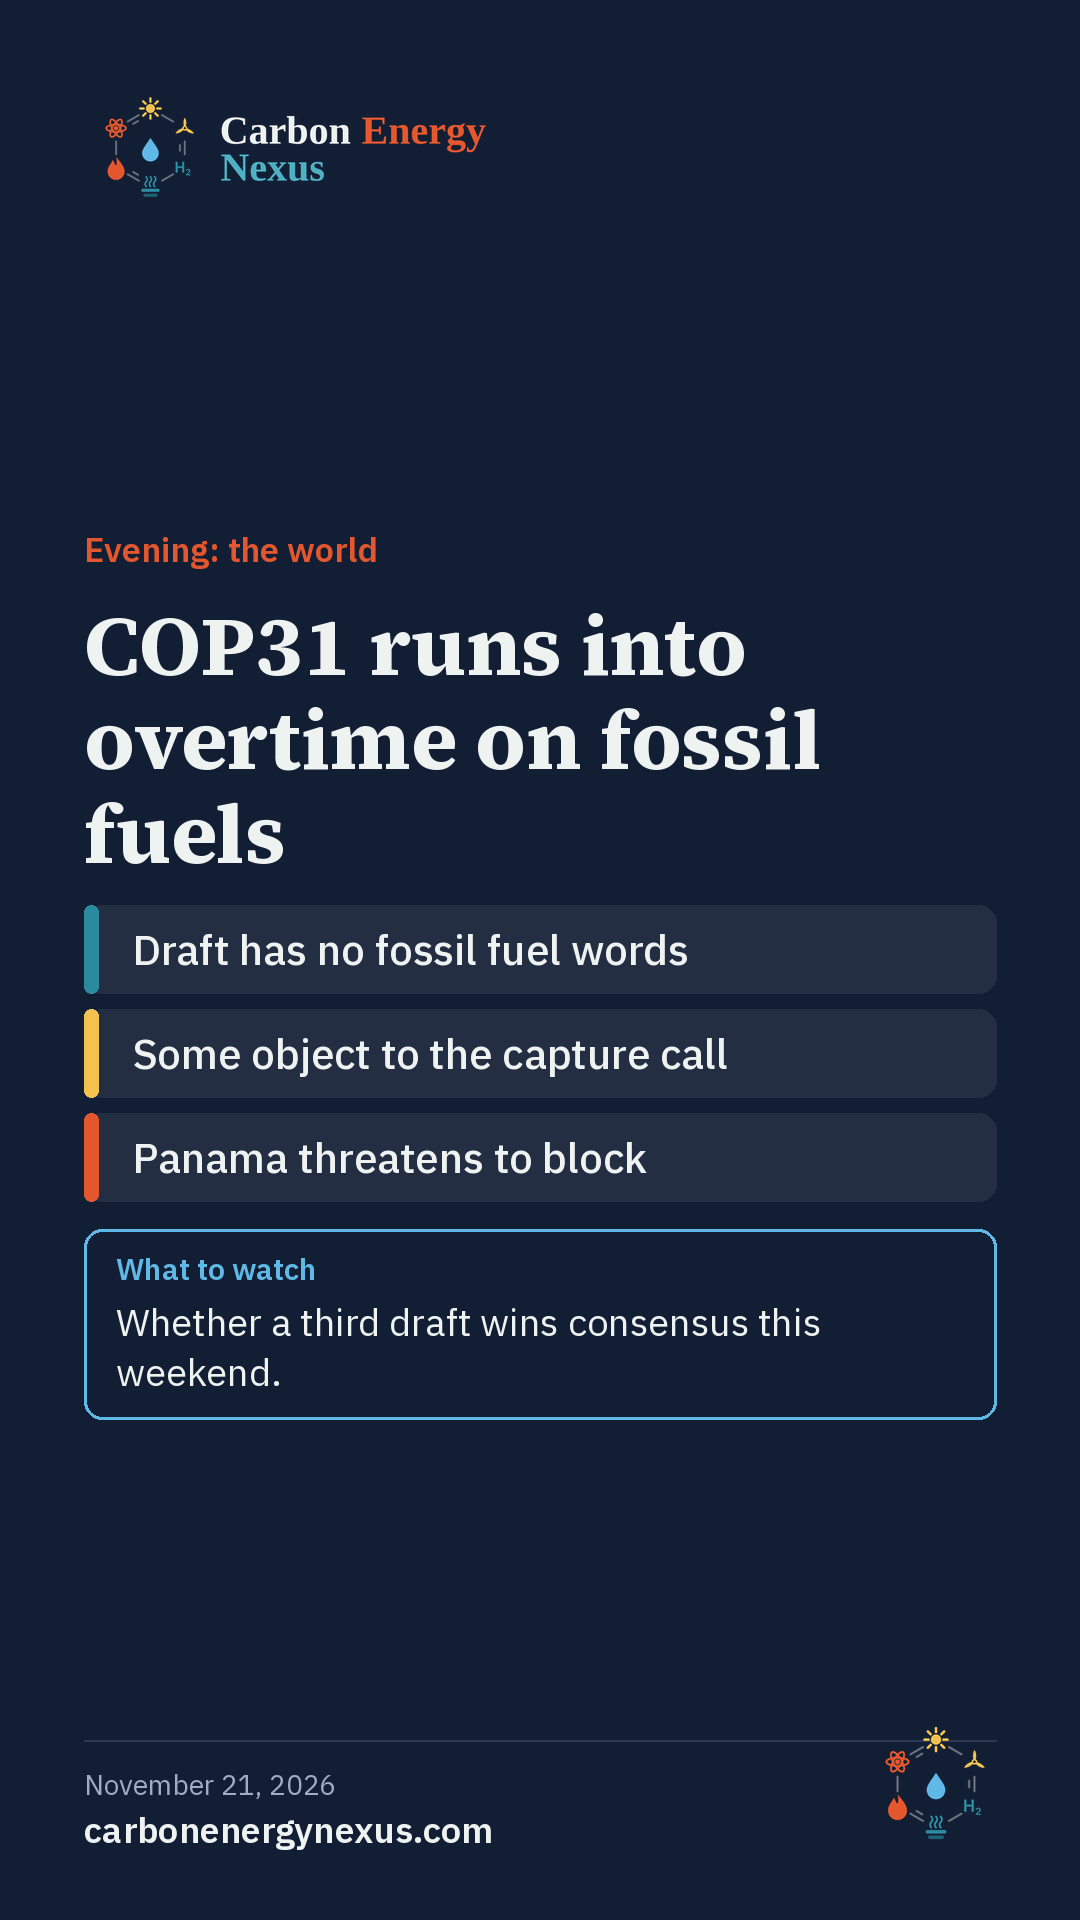 Carbon Energy
Nexus
H₂
Evening: the world
COP31 runs into
overtime on fossil
fuels
Draft has no fossil fuel words
Some object to the capture call
Panama threatens to block
What to watch
Whether a third draft wins consensus this
weekend.
November 21, 2026
carbonenergynexus.com
H₂